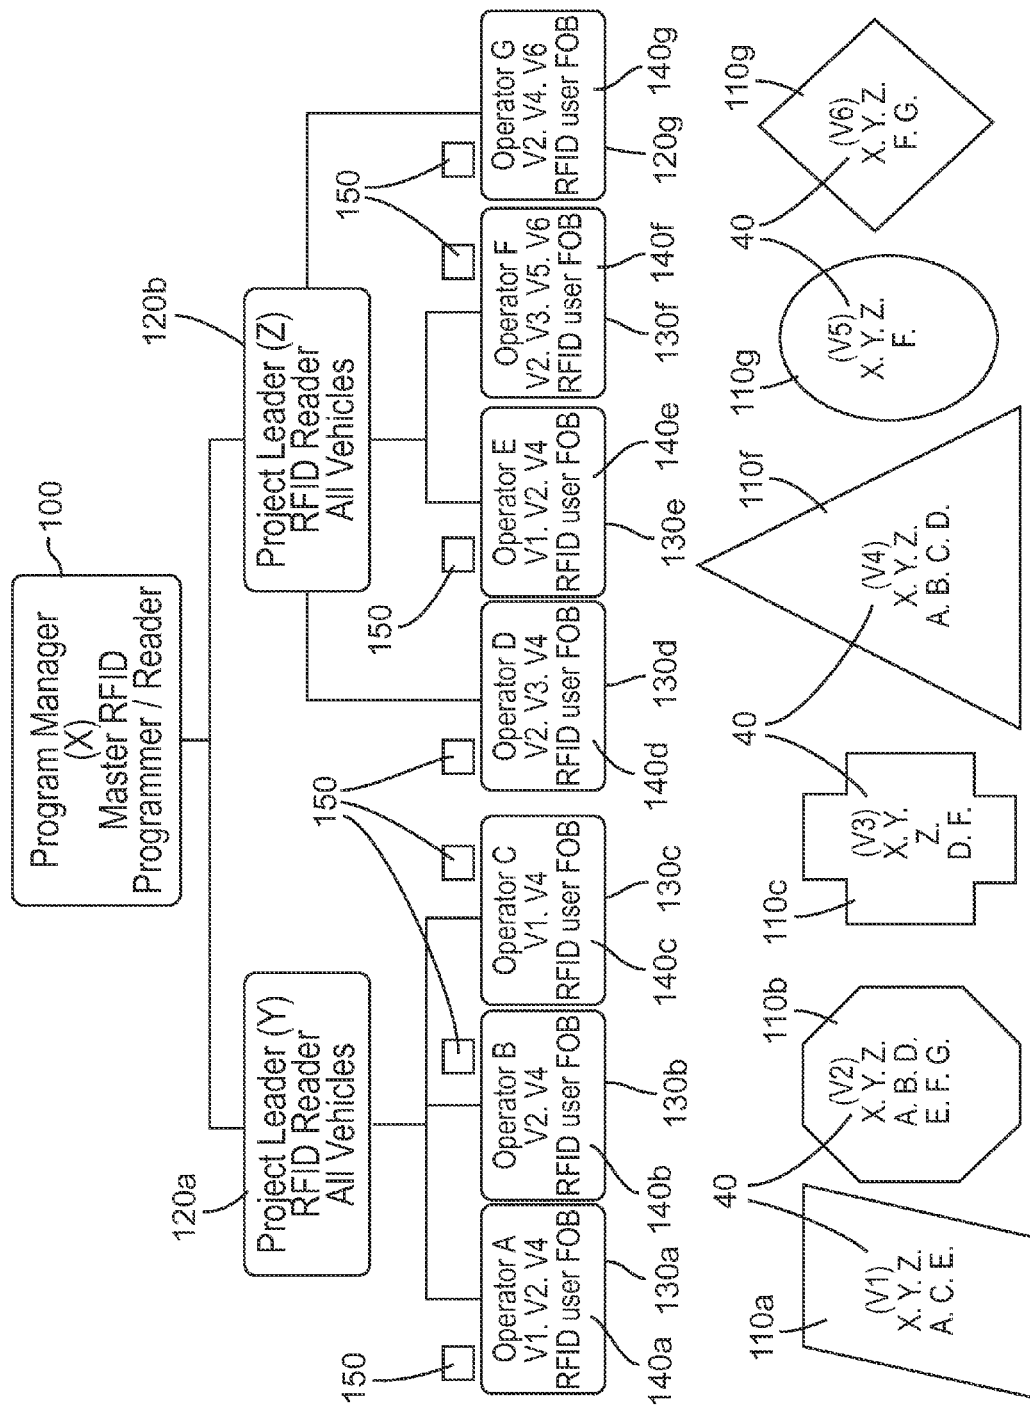 Program Manager
(X)
Master RFID
Programmer / Reader
100
120a
Project Leader (Y)
RFID Reader
All Vehicles
120b
Project Leader (Z)
RFID Reader
All Vehicles
150
150
150
150
Operator A
V1. V2. V4
RFID user FOB
Operator B
V2. V4
RFID user FOB
Operator C
V1. V4
RFID user FOB
Operator D
V2. V3. V4
RFID user FOB
Operator E
V1. V2. V4
RFID user FOB
Operator F
V2. V3. V5. V6
RFID user FOB
Operator G
V2. V4. V6
RFID user FOB
140a
130a
140b
130b
140c
130c
140d
130d
130e
140e
130f
140f
120g
140g
110a
40
110b
110c
40
110f
110g
40
110g
(V1)
X. Y. Z.
A. C. E.
(V2)
X. Y. Z.
A. B. D.
E. F. G.
(V3)
X. Y.
Z.
D. F.
(V4)
X. Y. Z.
A. B. C. D.
(V5)
X. Y. Z.
F.
(V6)
X. Y. Z.
F. G.